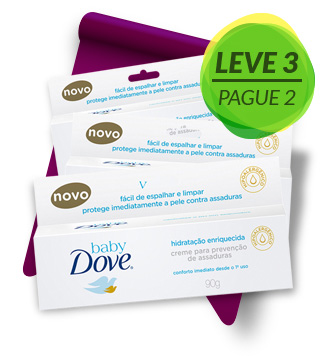 LEVE 3
PAGUE 2
novo
fácil de espalhar e limpar
protege imediatamente a pele contra assaduras
novo
de assaduras
fácil de espalhar e limpar
protege imediatamente a pele contra assaduras
novo
V
fácil de espalhar e limpar
protege imediatamente a pele contra assaduras
baby
Dove
hidratação enriquecida
creme para prevenção
de assaduras
conforto imediato desde o 1º uso
90g